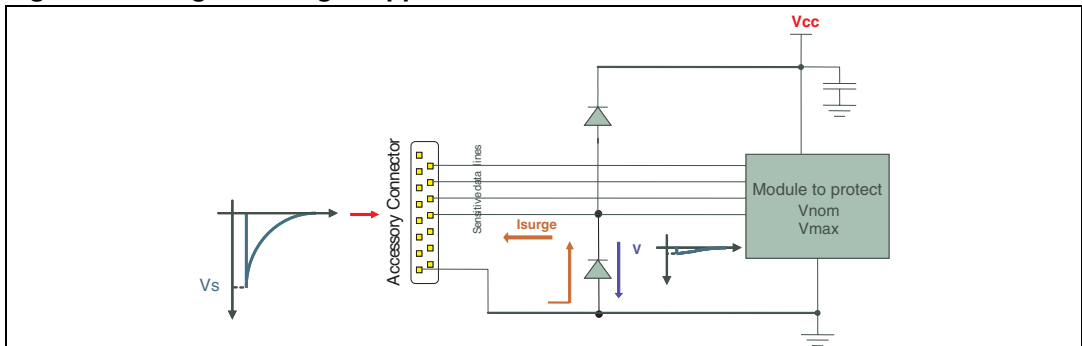 Vcc
Accessory Connector
Sensitive data lines
Module to protect
Vnom
Vmax
Isurge
V
Vs